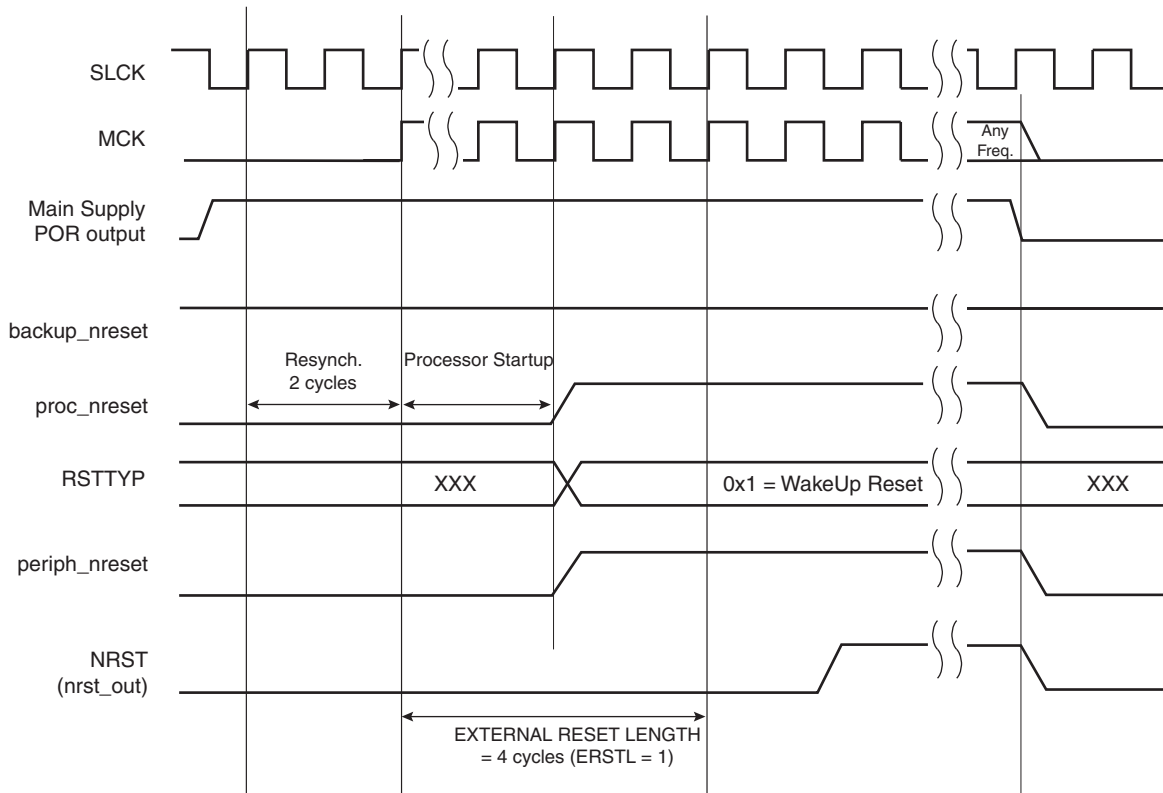 SLCK
MCK
Any
Freq.
Main Supply
POR output
backup_nreset
Resynch.
2 cycles
Processor Startup
proc_nreset
RSTTYP
XXX
0x1 = WakeUp Reset
XXX
periph_nreset
NRST
(nrst_out)
EXTERNAL RESET LENGTH
= 4 cycles (ERSTL = 1)